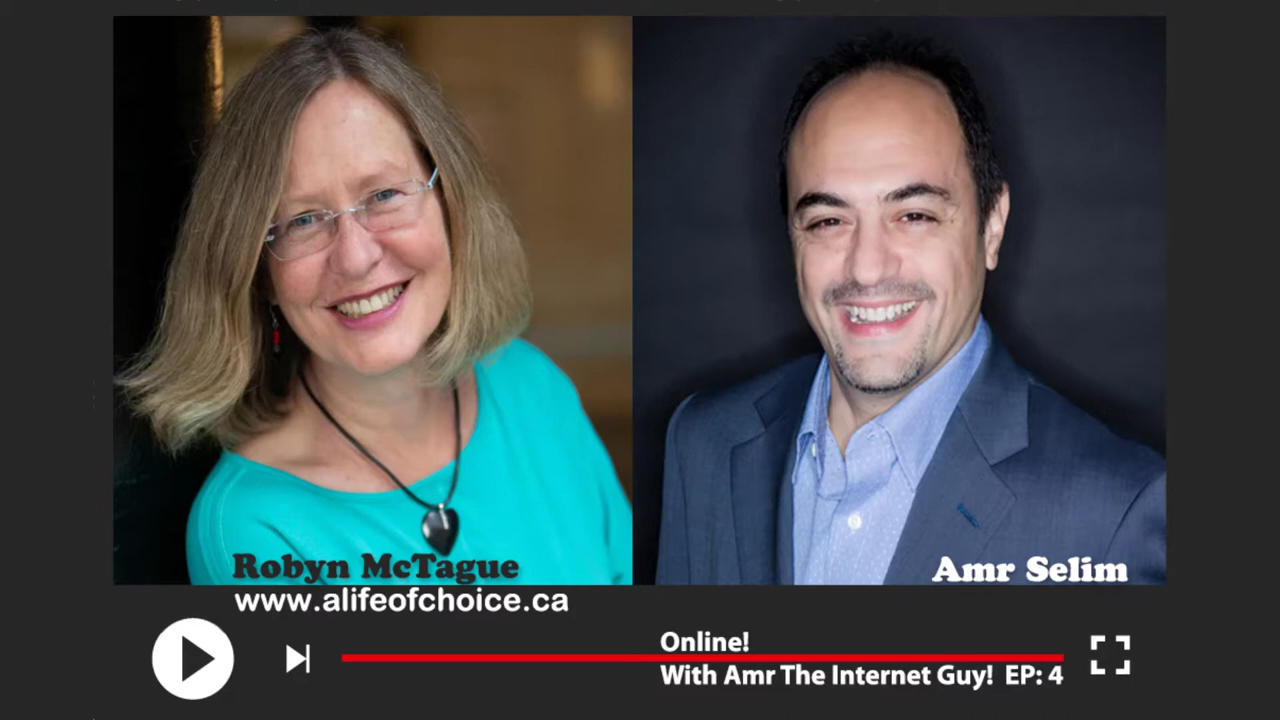 Robyn McTague
Amr Selim
www.alifeofchoice.ca
Online!
With Amr The Internet Guy! EP: 4